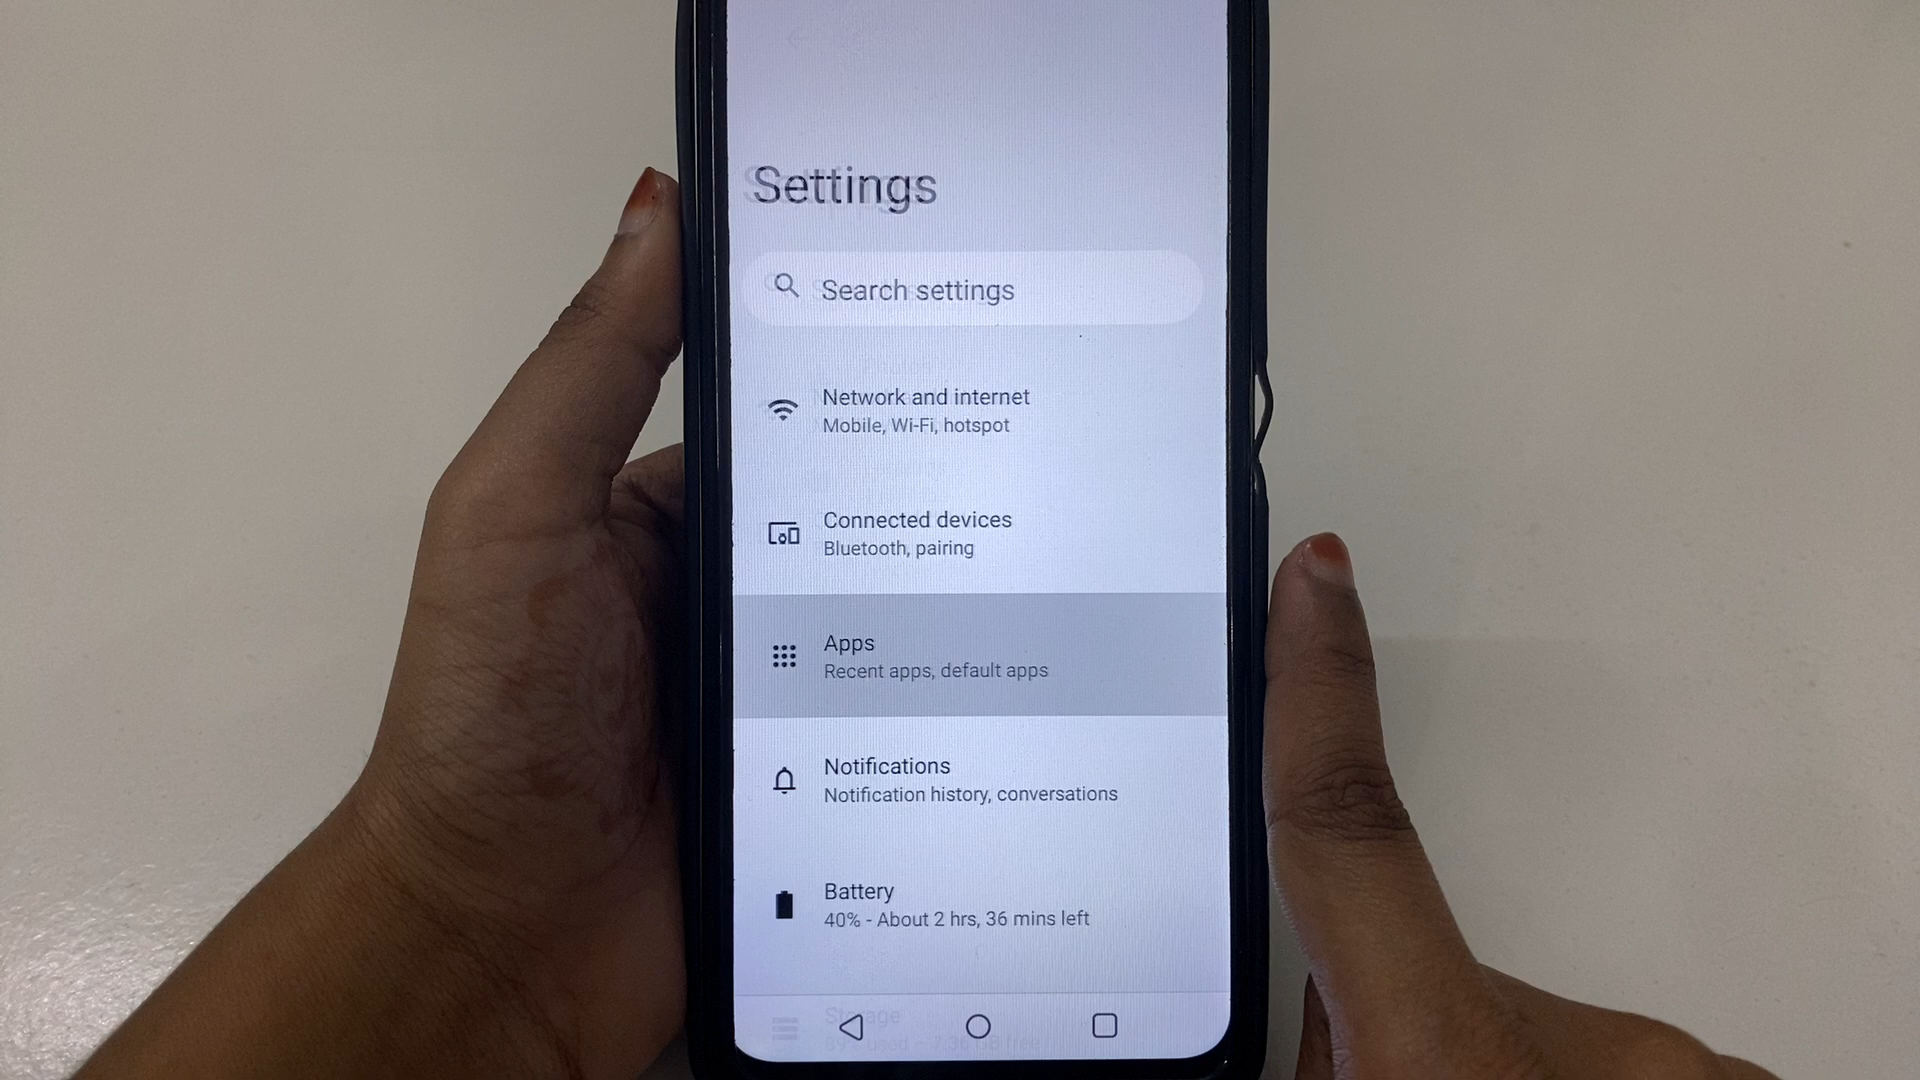 Settings
Search settings
Network and internet
Mobile, Wi-Fi, hotspot
Connected devices
Bluetooth, pairing
Apps
Recent apps, default apps
Notifications
Notification history, conversations
Battery
40% - About 2 hrs, 36 mins left
Storage